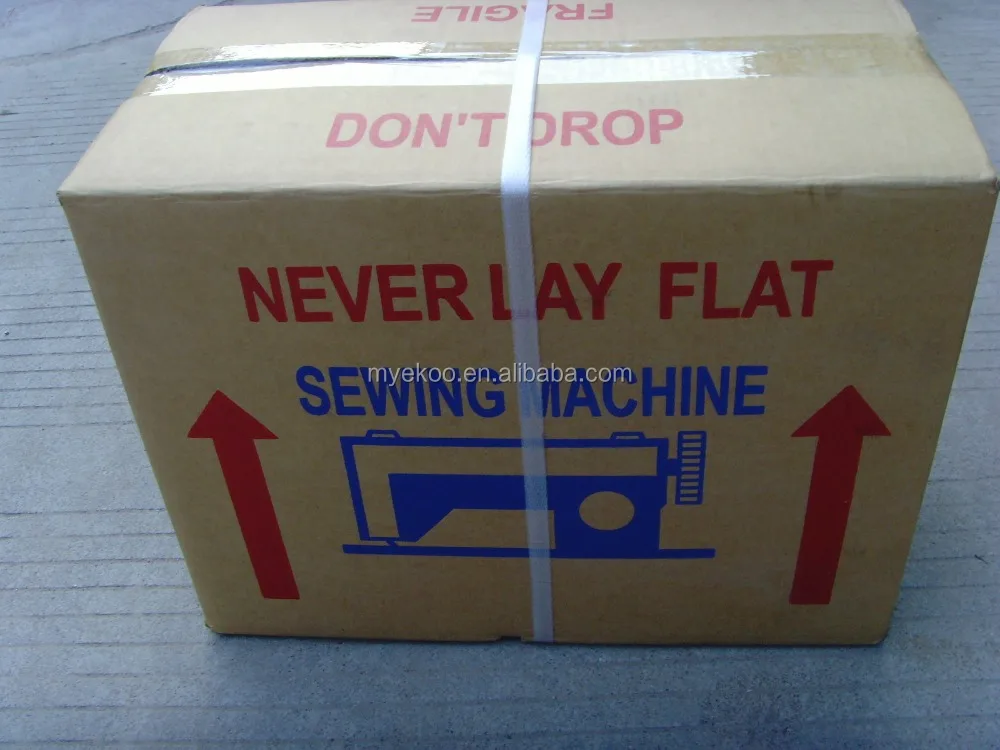 FRAGILE
DON'T DROP
NEVER LAY FLAT
myekoo.en.alibaba.com
SEWING MACHINE